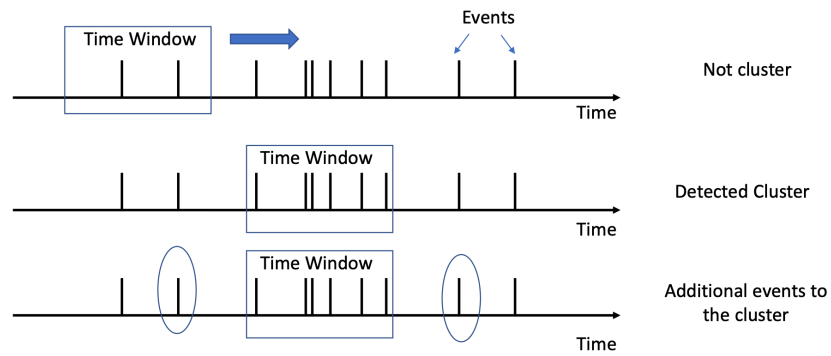 Events
Time Window
Not cluster
Time
Time Window
Detected Cluster
Time
Time Window
Additional events to
the cluster
Time